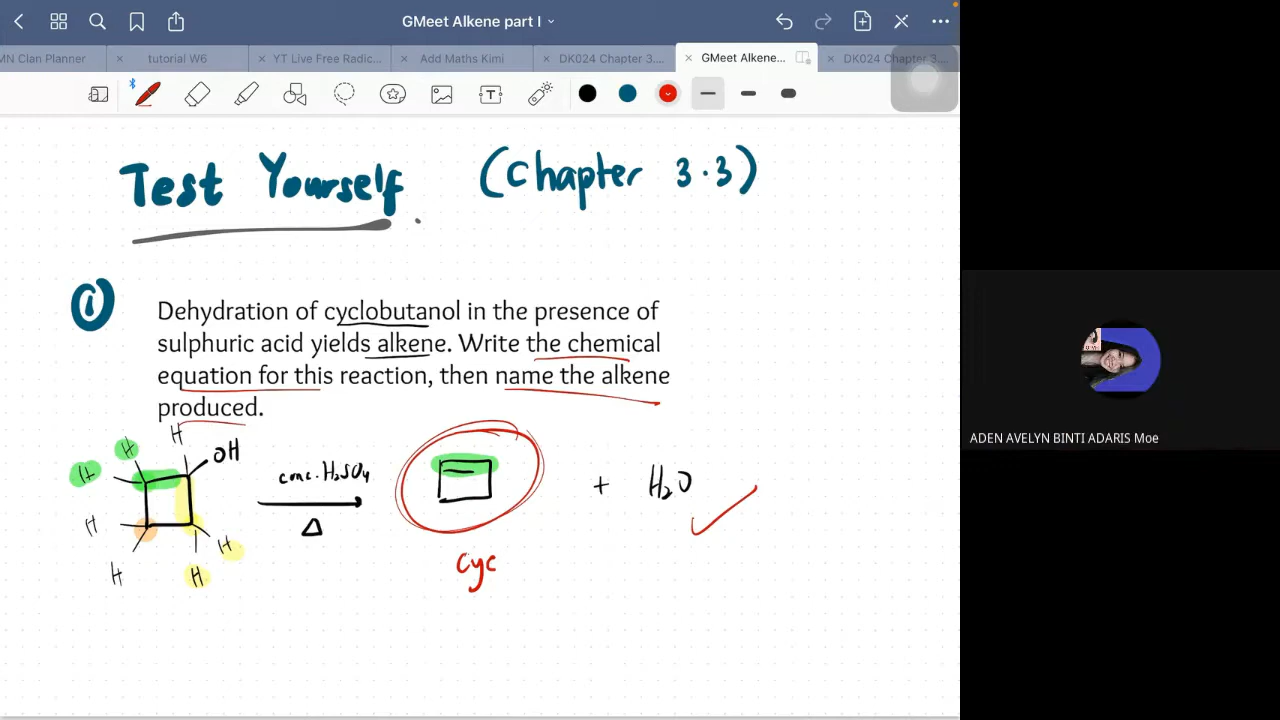 GMeet Alkene part I
MN Clan Planner
tutorial W6
YT Live Free Radic...
Add Maths Kimi
DK024 Chapter 3....
GMeet Alkene...
DK024 Chapter 3....
Test Yourself (Chapter 3.3)
1
Dehydration of cyclobutanol in the presence of
sulphuric acid yields alkene. Write the chemical
equation for this reaction, then name the alkene
produced.
H
H
OH
H
conc. H₂SO₄
Δ
+ H₂O
H
H
H
H
cyc
ADEN AVELYN BINTI ADARIS Moe